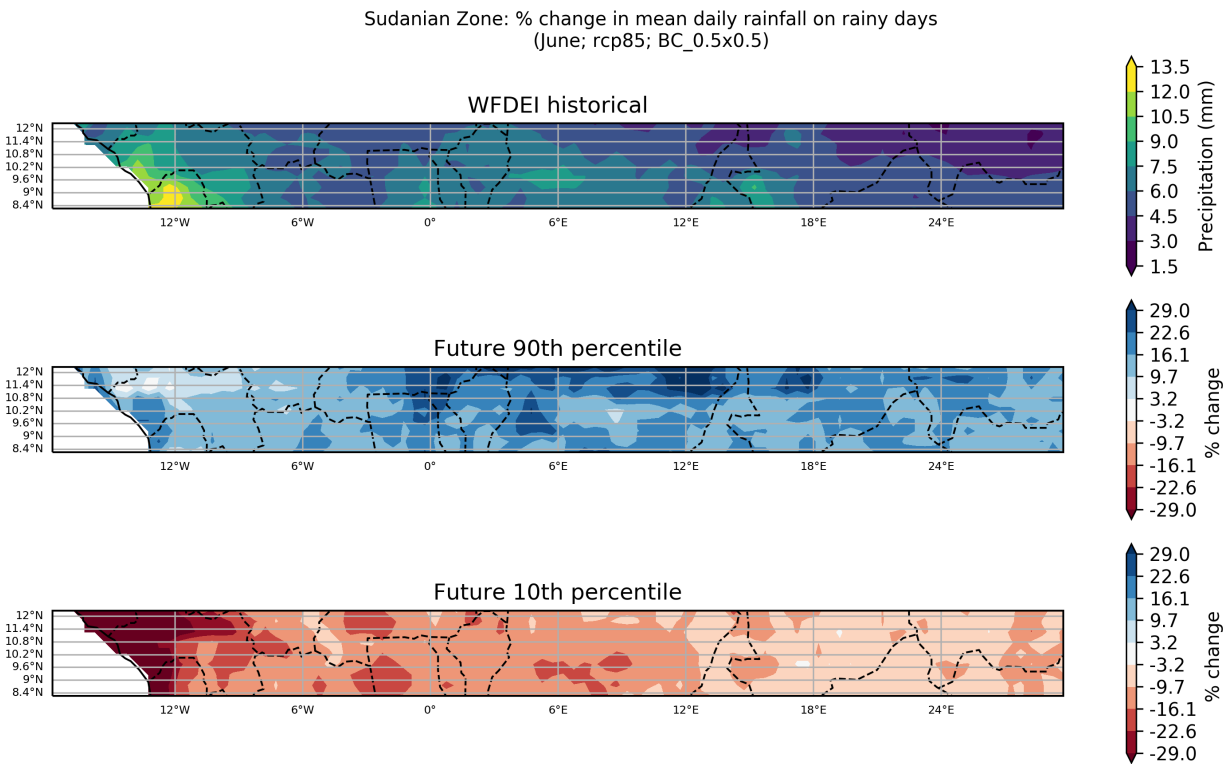 Sudanian Zone: % change in mean daily rainfall on rainy days
(June; rcp85; BC_0.5x0.5)
WFDEI historical
12°N
11.4°N
10.8°N
10.2°N
9.6°N
9°N
8.4°N
12°W 6°W 0° 6°E 12°E 18°E 24°E
13.5
12.0
10.5
9.0
7.5
6.0
4.5
3.0
1.5
Precipitation (mm)
Future 90th percentile
12°N
11.4°N
10.8°N
10.2°N
9.6°N
9°N
8.4°N
12°W 6°W 0° 6°E 12°E 18°E 24°E
29.0
22.6
16.1
9.7
3.2
-3.2
-9.7
-16.1
-22.6
-29.0
% change
Future 10th percentile
12°N
11.4°N
10.8°N
10.2°N
9.6°N
9°N
8.4°N
12°W 6°W 0° 6°E 12°E 18°E 24°E
29.0
22.6
16.1
9.7
3.2
-3.2
-9.7
-16.1
-22.6
-29.0
% change